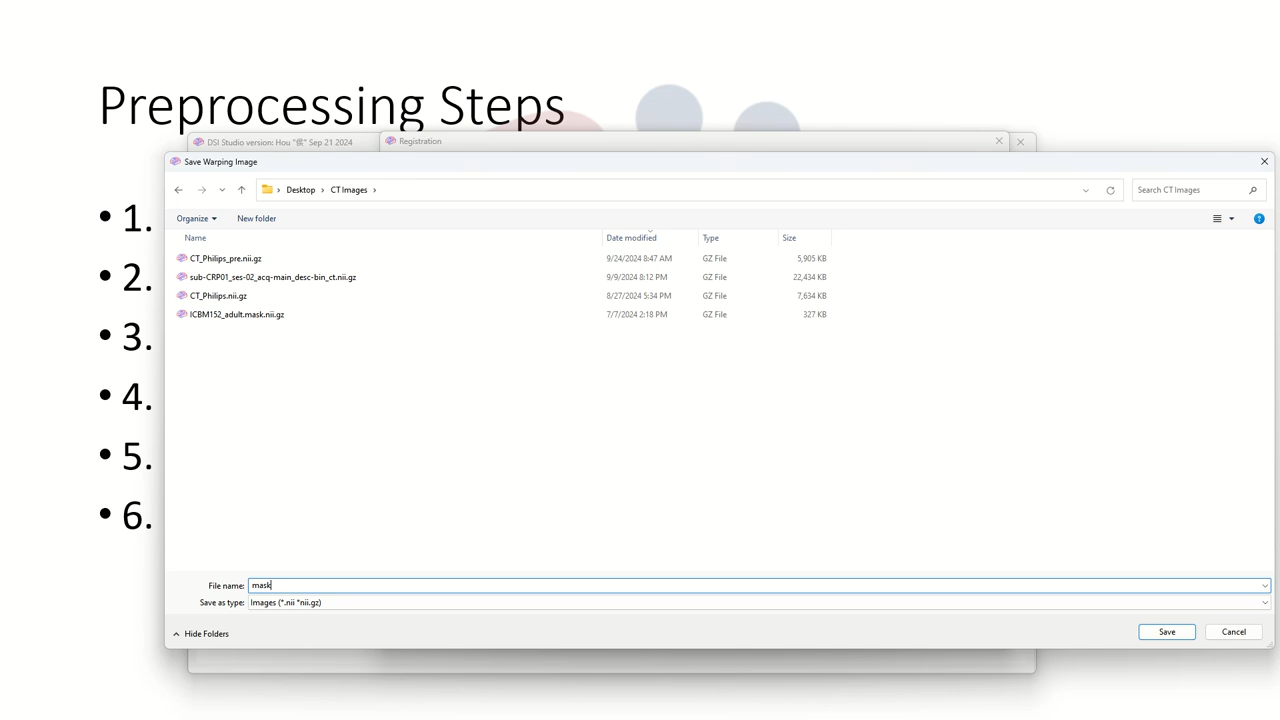 Preprocessing Steps
DSI Studio version: Hou "侯" Sep 21 2024
Registration
Save Warping Image
Desktop › CT Images ›
Search CT Images
Organize
New folder
Name Date modified Type Size
CT_Philips_pre.nii.gz 9/24/2024 8:47 AM GZ File 5,905 KB
sub-CRP01_ses-02_acq-main_desc-bin_ct.nii.gz 9/9/2024 8:12 PM GZ File 22,434 KB
CT_Philips.nii.gz 8/27/2024 5:34 PM GZ File 7,634 KB
ICBM152_adult.mask.nii.gz 7/7/2024 2:18 PM GZ File 327 KB
• 1.
• 2.
• 3.
• 4.
• 5.
• 6.
File name: mask
Save as type: Images (*.nii *nii.gz)
Hide Folders
Save
Cancel